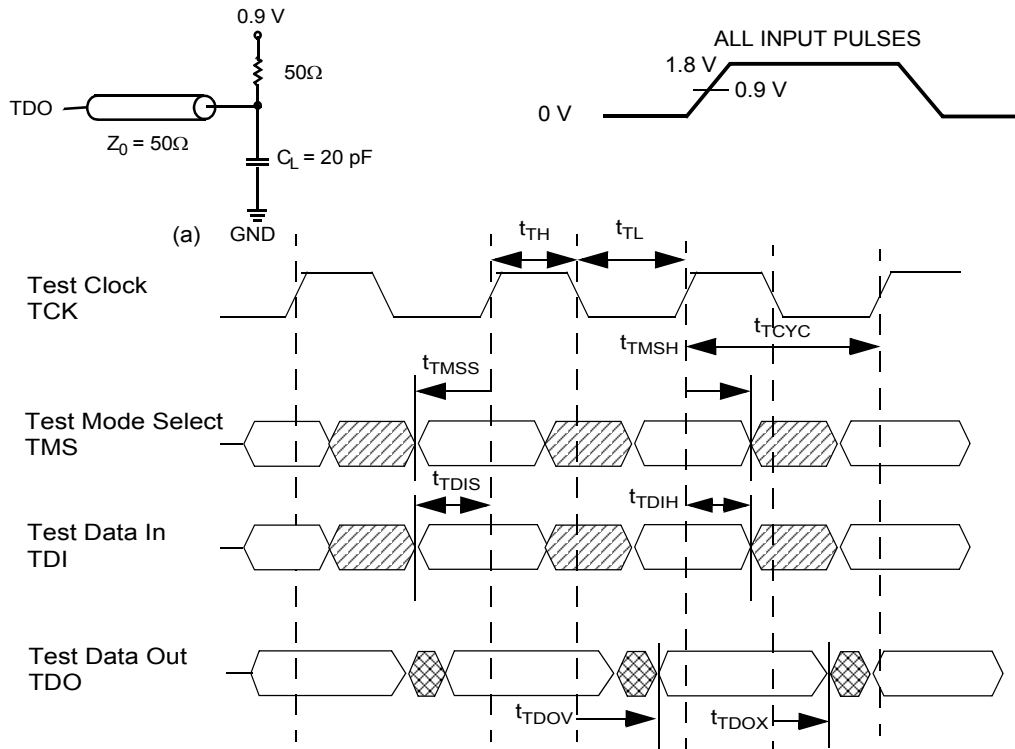 0.9 V
50Ω
TDO
Z0 = 50Ω
CL = 20 pF
GND
(a)
ALL INPUT PULSES
1.8 V
0.9 V
0 V
tTH
tTL
Test Clock
TCK
tTMSH
tTCYC
tTMSS
Test Mode Select
TMS
tTDIS
tTDIH
Test Data In
TDI
Test Data Out
TDO
tTDOV
tTDOX